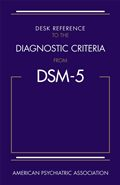 DESK REFERENCE
TO THE
DIAGNOSTIC CRITERIA
FROM
DSM-5
AMERICAN PSYCHIATRIC ASSOCIATION